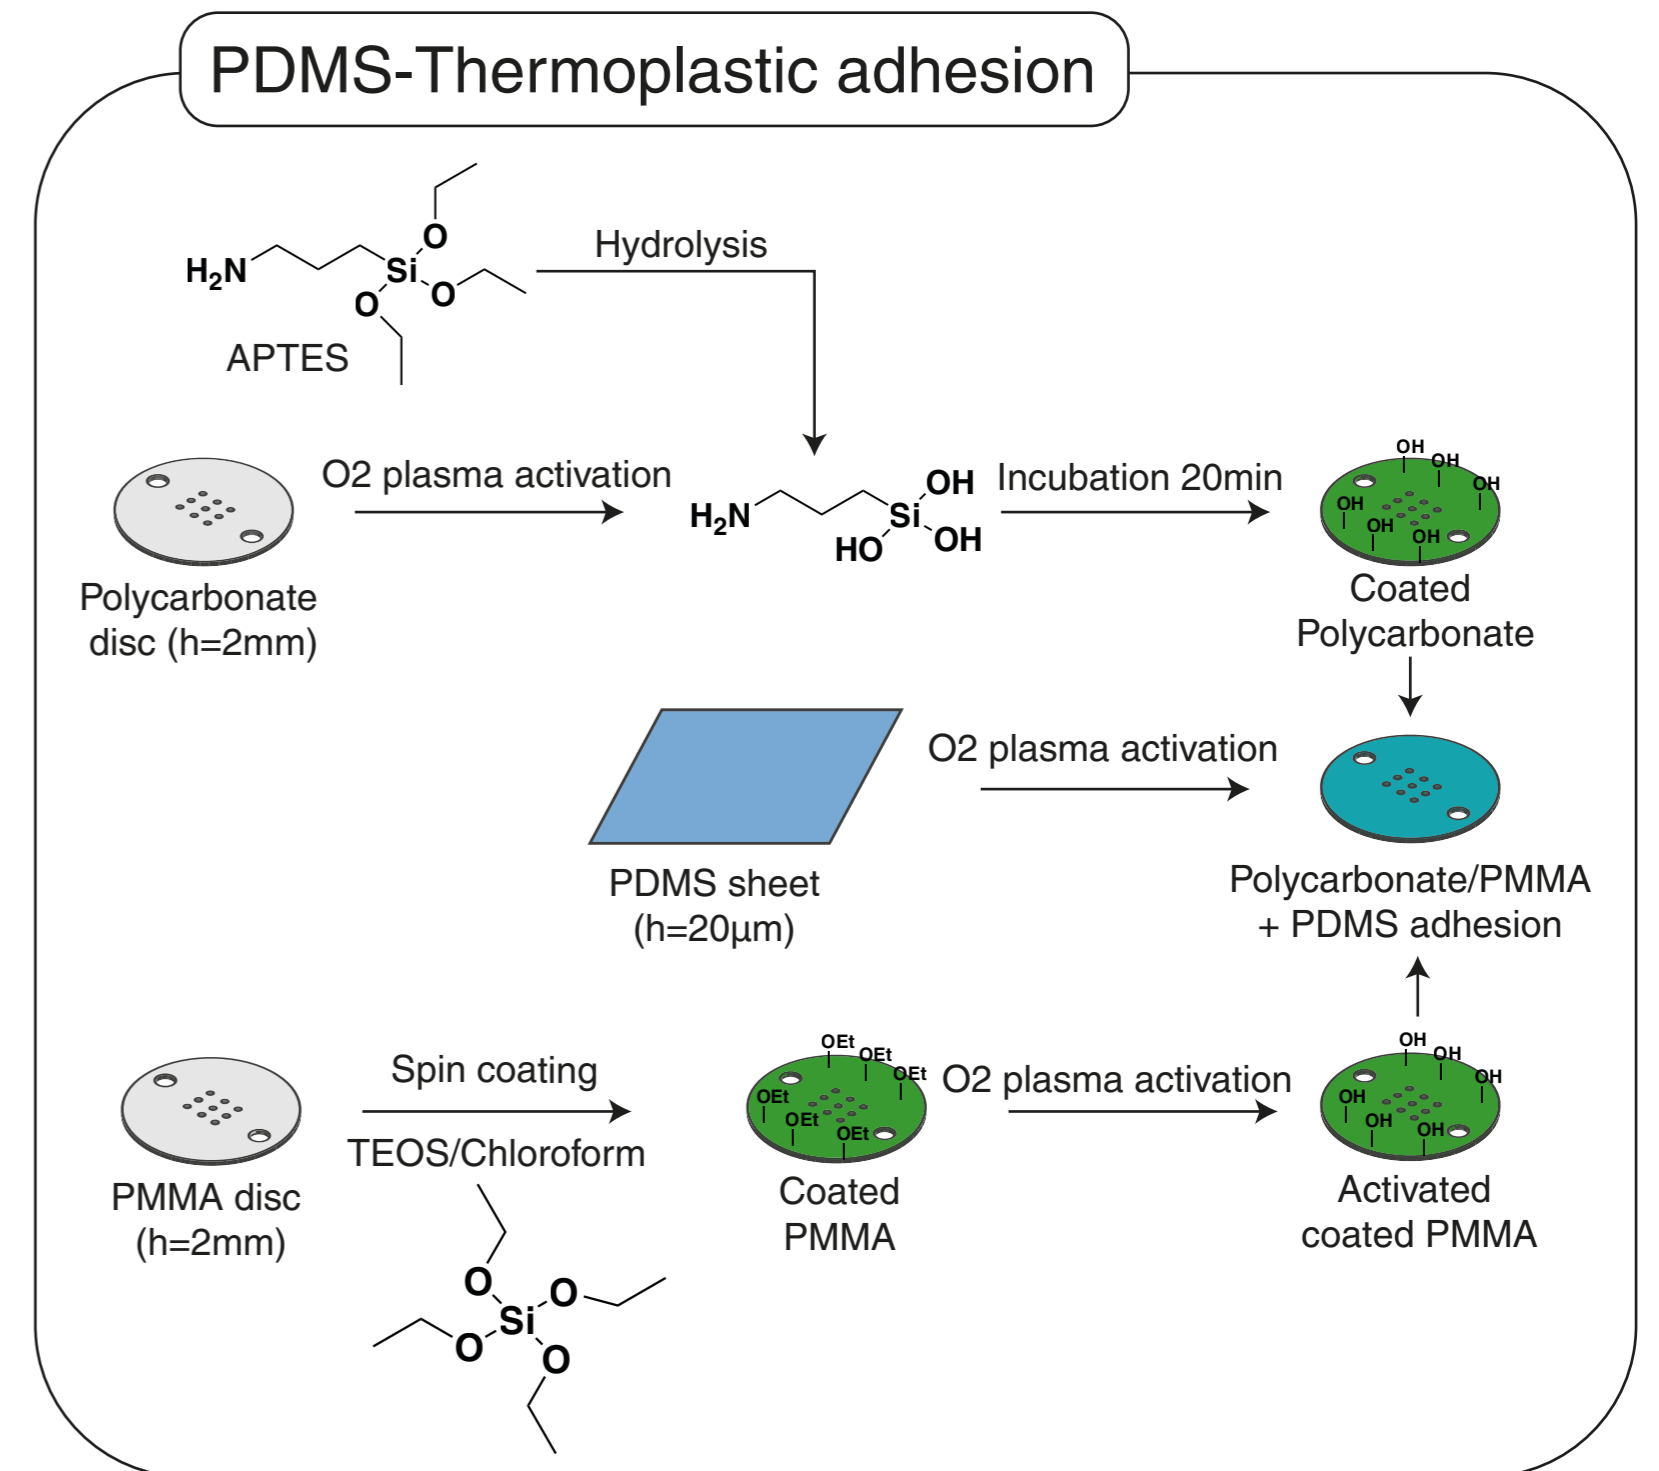 PDMS-Thermoplastic adhesion
H2N
Si
O
O
O
APTES
Hydrolysis
O2 plasma activation
Polycarbonate
disc (h=2mm)
H2N
Si
OH
OH
HO
Incubation 20min
OH
OH
OH
OH
OH
OH
Coated
Polycarbonate
PDMS sheet
(h=20µm)
O2 plasma activation
Polycarbonate/PMMA
+ PDMS adhesion
PMMA disc
(h=2mm)
Spin coating
TEOS/Chloroform
O
O
Si
O
O
OEt
OEt
OEt
OEt
OEt
OEt
Coated
PMMA
O2 plasma activation
OH
OH
OH
OH
OH
OH
Activated
coated PMMA